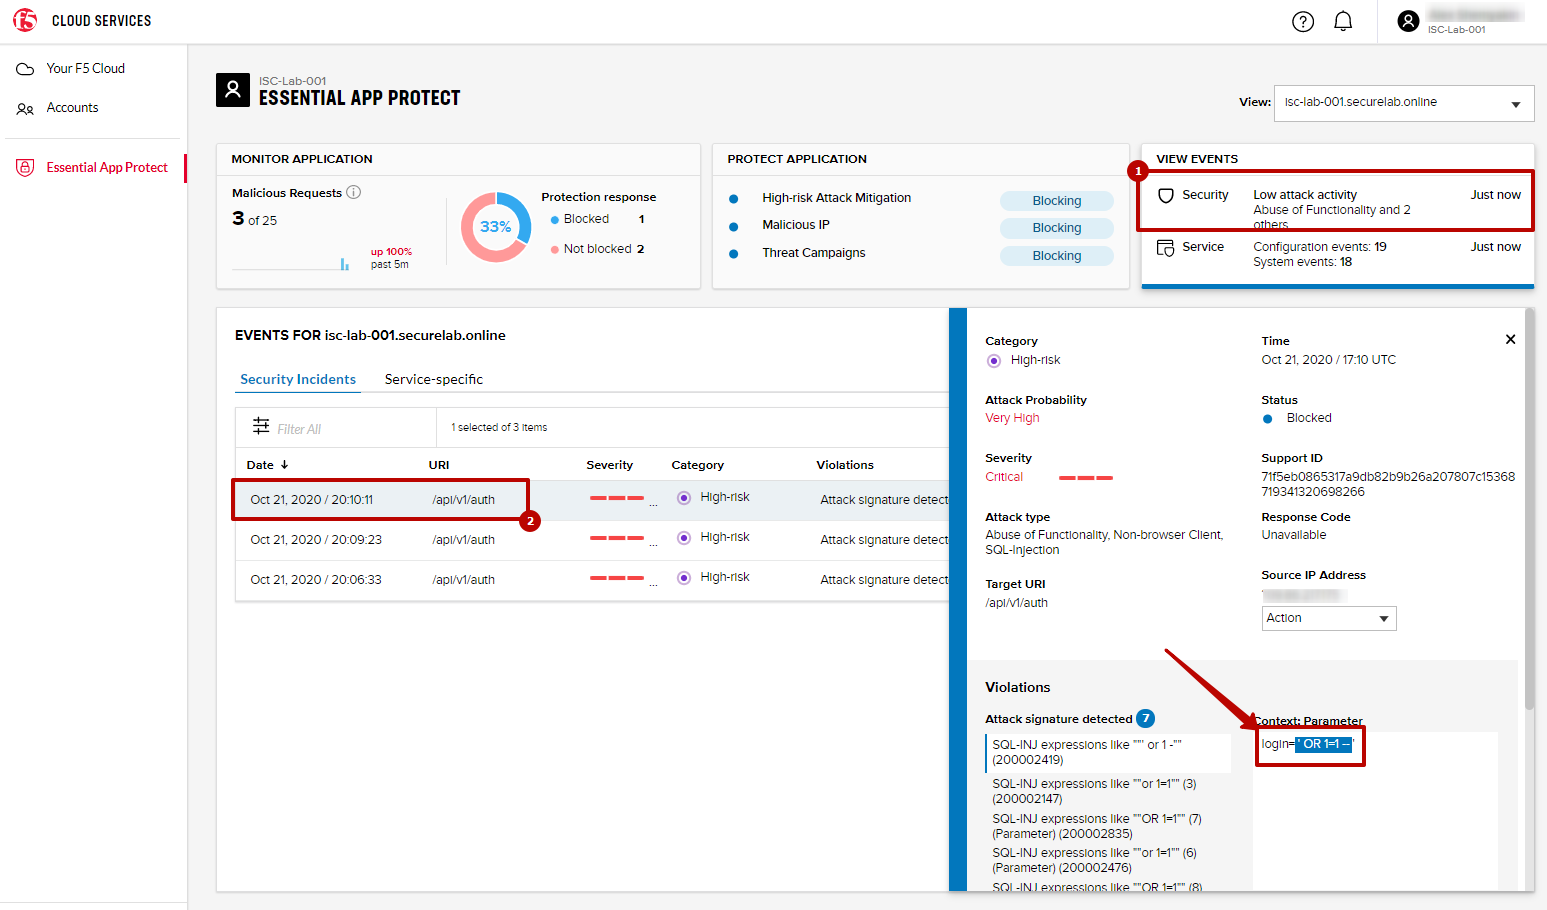 f5 CLOUD SERVICES
ISC-Lab-001
Your F5 Cloud
Accounts
Essential App Protect
ISC-Lab-001
ESSENTIAL APP PROTECT
View: isc-lab-001.securelab.online
MONITOR APPLICATION
Malicious Requests
3 of 25
up 100%
past 5m
33%
Protection response
Blocked 1
Not blocked 2
PROTECT APPLICATION
High-risk Attack Mitigation Blocking
Malicious IP Blocking
Threat Campaigns Blocking
VIEW EVENTS
1
Security Low attack activity Just now
Abuse of Functionality and 2
others
Service Configuration events: 19 Just now
System events: 18
EVENTS FOR isc-lab-001.securelab.online
Security Incidents Service-specific
Filter All 1 selected of 3 Items
Date URI Severity Category Violations
Oct 21, 2020 / 20:10:11 /api/v1/auth ... High-risk Attack signature detect
2
Oct 21, 2020 / 20:09:23 /api/v1/auth ... High-risk Attack signature detect
Oct 21, 2020 / 20:06:33 /api/v1/auth ... High-risk Attack signature detect
Category
High-risk
Time
Oct 21, 2020 / 17:10 UTC
Attack Probability
Very High
Status
Blocked
Severity
Critical
Support ID
71f5eb0865317a9db82b9b26a207807c15368
719341320698266
Attack type
Abuse of Functionality, Non-browser Client,
SQL-Injection
Response Code
Unavailable
Target URI
/api/v1/auth
Source IP Address
Action
Violations
Attack signature detected 7
SQL-INJ expressions like ""' or 1 -""
(200002419)
SQL-INJ expressions like ""or 1=1"" (3)
(200002147)
SQL-INJ expressions like ""OR 1=1"" (7)
(Parameter) (200002835)
SQL-INJ expressions like ""or 1=1"" (6)
(Parameter) (200002476)
SQL-INJ expressions like ""OR 1=1"" (8)
Context: Parameter
login=' OR 1=1 --'